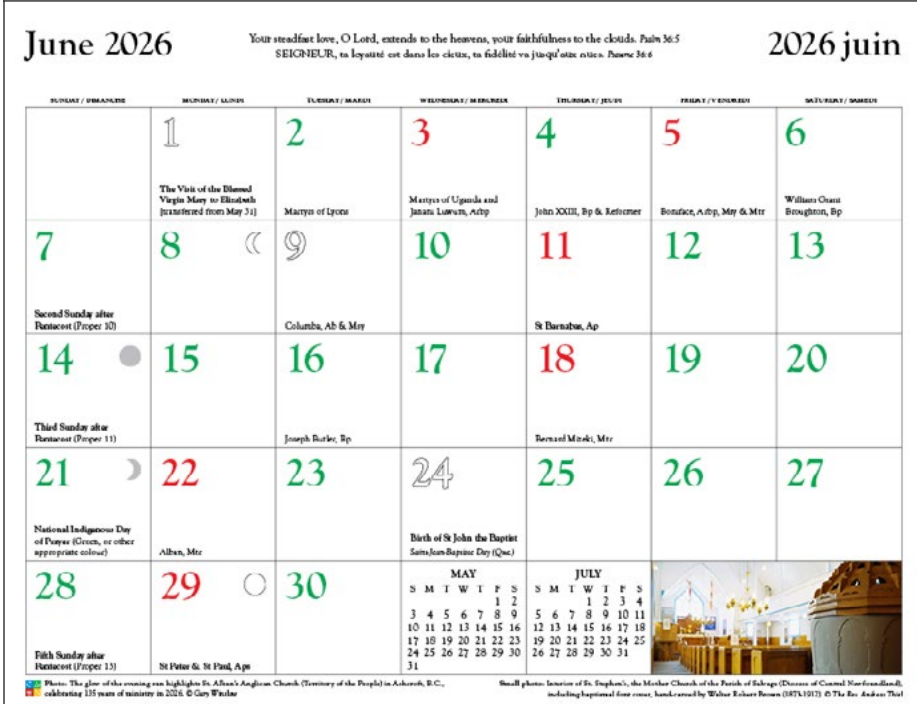 June 2026
Your steadfast love, O Lord, extends to the heavens, your faithfulness to the clouds. Psalm 36:5
SEIGNEUR, ta loyauté est dans les cieux, ta fidélité va jusqu'aux nues. Psaume 36:6
2026 juin
SUNDAY / DIMANCHE MONDAY / LUNDI TUESDAY / MARDI WEDNESDAY / MERCREDI THURSDAY / JEUDI FRIDAY / VENDREDI SATURDAY / SAMEDI
1 2 3 4 5 6
The Visit of the Blessed
Virgin Mary to Elizabeth
(transferred from May 31)
Martyrs of Lyons
Martyrs of Uganda and
Janani Luwum, Arbp
John XXIII, Bp & Reformer
Boniface, Arbp, Msy & Mtr
William Grant
Broughton, Bp
7 8 9 10 11 12 13
Second Sunday after
Pentecost (Proper 10)
Columba, Ab & Msy
St Barnabas, Ap
14 15 16 17 18 19 20
Third Sunday after
Pentecost (Proper 11)
Joseph Butler, Bp
Bernard Mizeki, Mtr
21 22 23 24 25 26 27
National Indigenous Day
of Prayer (Green, or other
appropriate colour)
Alban, Mtr
Birth of St John the Baptist
Saint-Jean-Baptiste Day (Que.)
28 29 30
Fifth Sunday after
Pentecost (Proper 13)
St Peter & St Paul, Aps
MAY
S M T W T F S
1 2
3 4 5 6 7 8 9
10 11 12 13 14 15 16
17 18 19 20 21 22 23
24 25 26 27 28 29 30
31
JULY
S M T W T F S
1 2 3 4
5 6 7 8 9 10 11
12 13 14 15 16 17 18
19 20 21 22 23 24 25
26 27 28 29 30 31
Photo: The glow of the evening sun highlights St. Alban's Anglican Church (Territory of the People) in Ashcroft, B.C.,
celebrating 135 years of ministry in 2026. © Gary Winslow
Small photo: Interior of St. Stephen's, the Mother Church of the Parish of Salvage (Diocese of Central Newfoundland),
including baptismal font cover, hand-carved by Walter Robert Brown (1873-1912). © The Rev. Andreas Thiel